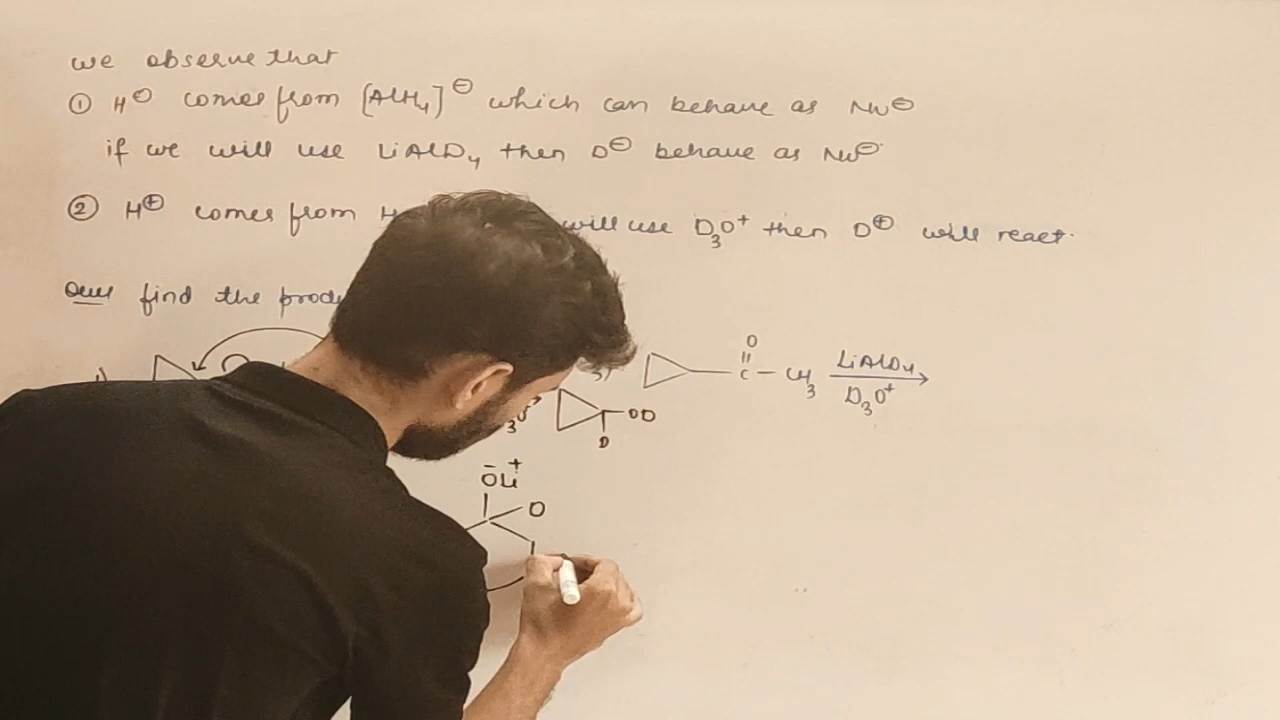 we observe that
① H⊖ comes from [AlH₄]⊖ which can behave as Nu⊖
if we will use LiAlD₄ then D⊖ behave as Nu⊖
② H⊕ comes from H will use D₃O⁺ then D⊕ will react.
Ques find the
3) O
|| 
C – CH₃ LiAlD₄
D₃O⁺
OD
D
ŌLi⁺
D